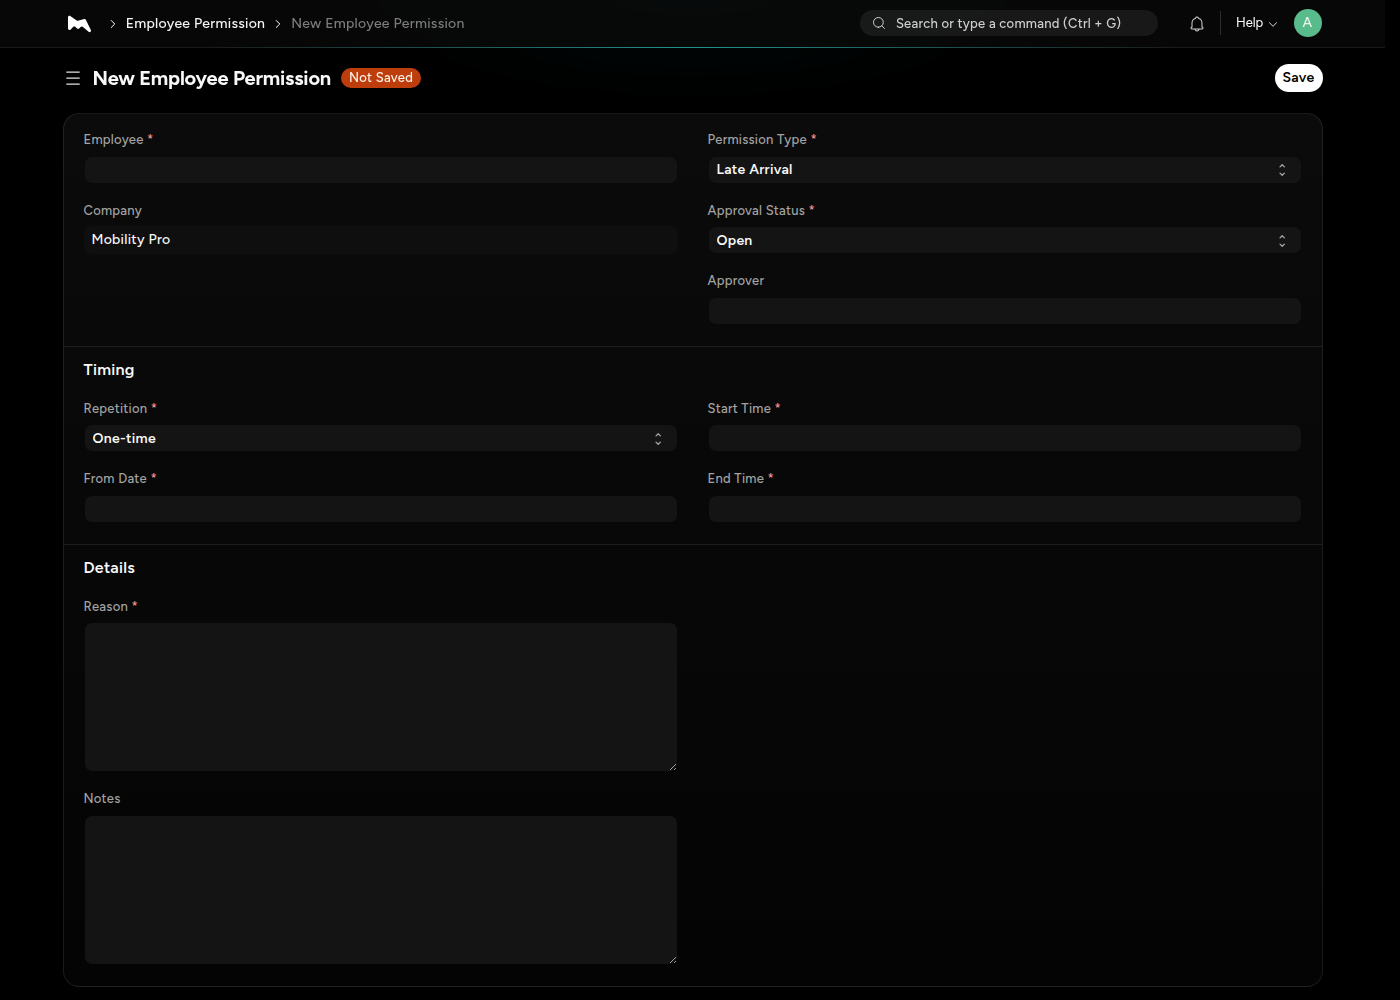 Employee Permission
New Employee Permission
Search or type a command (Ctrl + G)
Help
A
New Employee Permission
Not Saved
Save
Employee *
Permission Type *
Late Arrival
Company
Mobility Pro
Approval Status *
Open
Approver
Timing
Repetition *
One-time
Start Time *
From Date *
End Time *
Details
Reason *
Notes